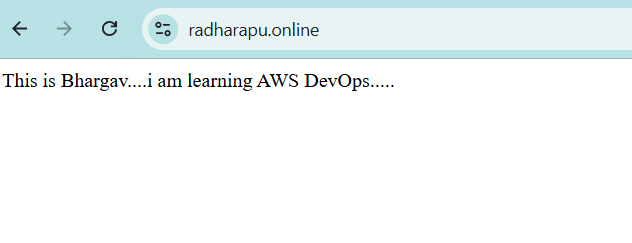 radharapu.online
This is Bhargav....i am learning AWS DevOps.....